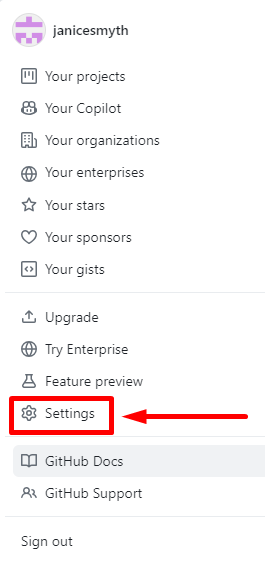 janicesmyth
Your projects
Your Copilot
Your organizations
Your enterprises
Your stars
Your sponsors
Your gists
Upgrade
Try Enterprise
Feature preview
Settings
GitHub Docs
GitHub Support
Sign out